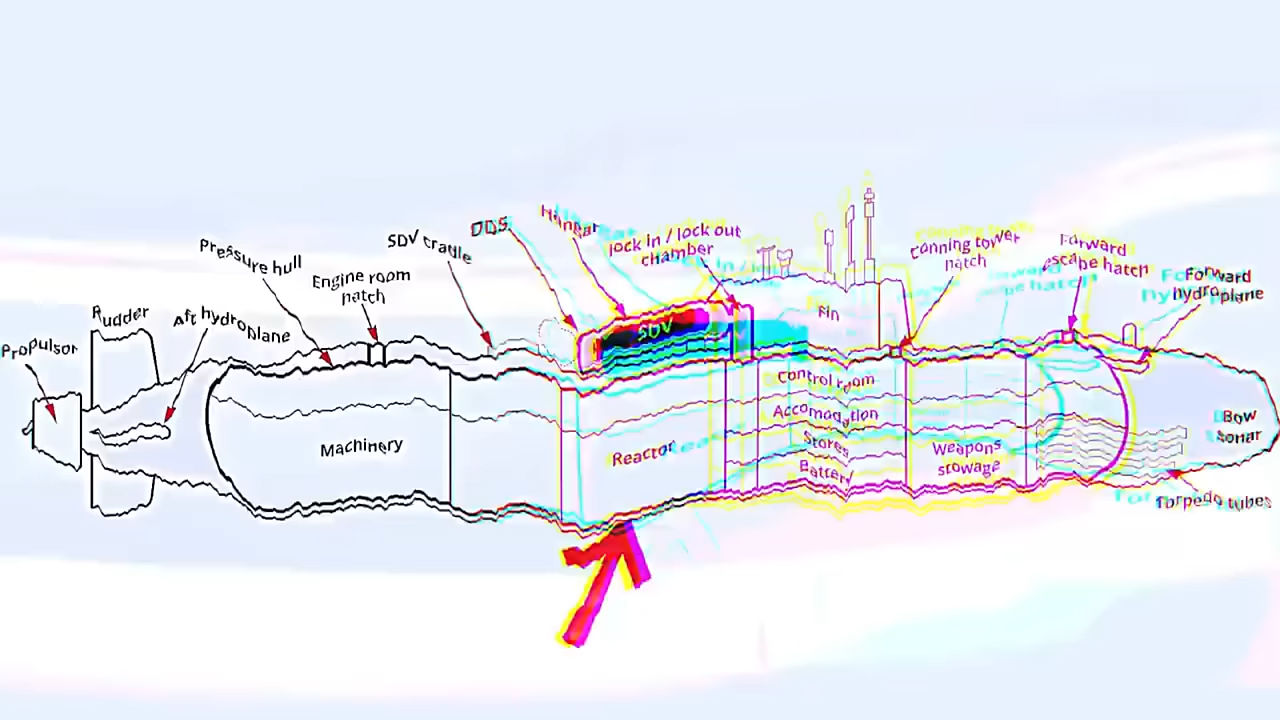 Propulsor
Rudder
Aft hydroplane
Pressure hull
Engine room
hatch
SDV cradle
DDS
Hangar
lock in / lock out
chamber
SDV
Fin
conning tower
hatch
Forward
escape hatch
Forward
hydroplane
Machinery
Reactor
Control room
Accomodation
Stores
Battery
Weapons
stowage
Bow
sonar
Torpedo tubes